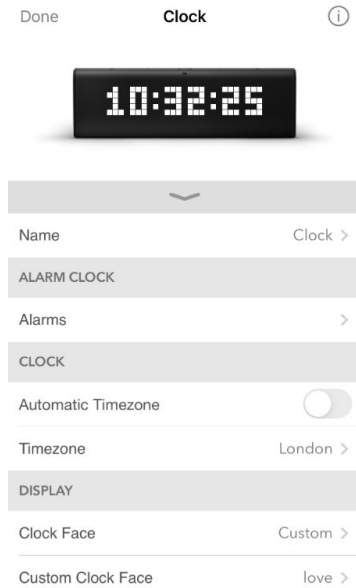 Done Clock i
10:32:25
Name Clock >
ALARM CLOCK
Alarms >
CLOCK
Automatic Timezone
Timezone London >
DISPLAY
Clock Face Custom >
Custom Clock Face love >